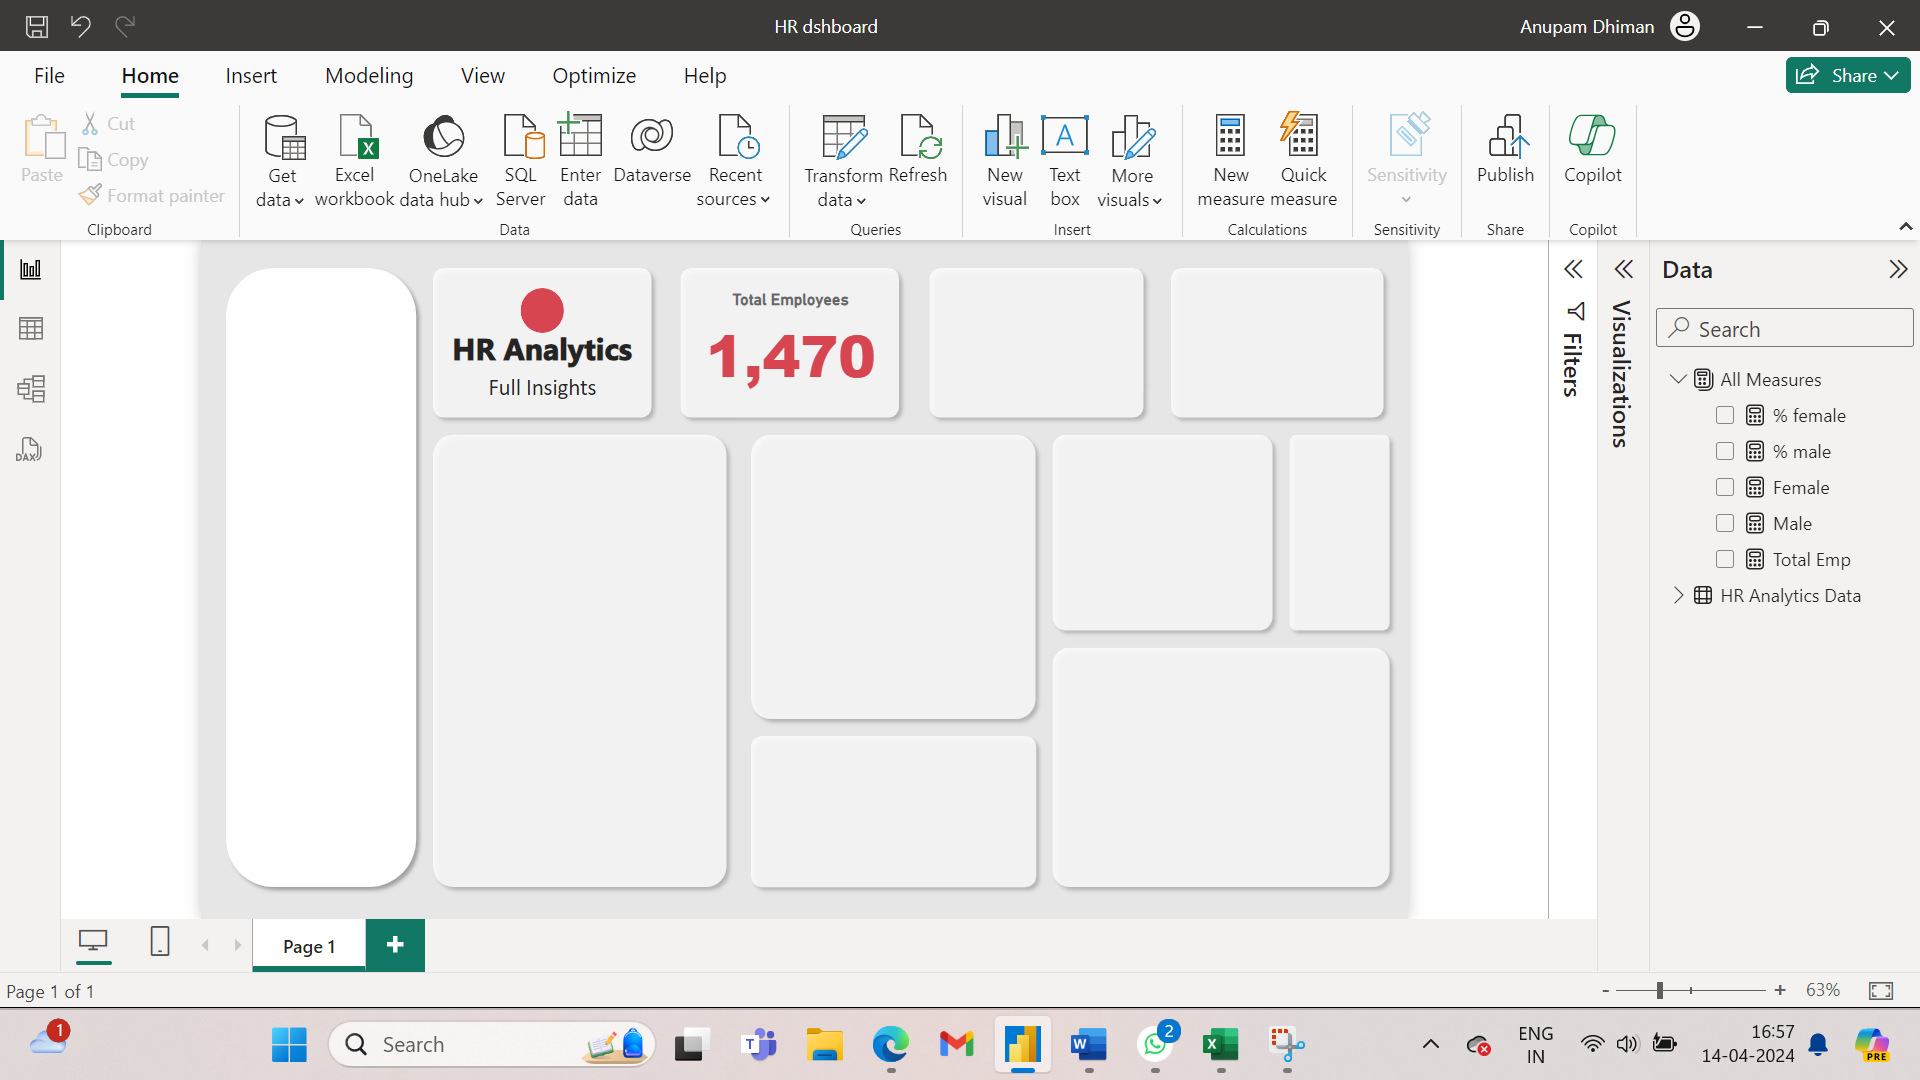 HR dshboard
Anupam Dhiman
File Home Insert Modeling View Optimize Help
Share
Paste
Cut
Copy
Format painter
Clipboard
Get data
Excel workbook
OneLake data hub
SQL Server
Enter data
Dataverse
Recent sources
Data
Transform data
Refresh
Queries
New visual
Text box
A
More visuals
Insert
New measure
Quick measure
Calculations
Sensitivity
Sensitivity
Publish
Share
Copilot
Copilot
DAX
HR Analytics
Full Insights
Total Employees
1,470
Filters
Visualizations
Data
Search
All Measures
% female
% male
Female
Male
Total Emp
HR Analytics Data
Page 1
+
Page 1 of 1
- + 63%
1
Search
T
W
2
X
ENG
IN
16:57
14-04-2024
PRE